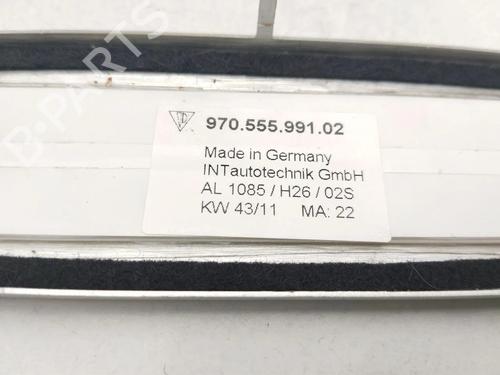 B-PARTS
970.555.991.02
Made in Germany
INTautotechnik GmbH
AL 1085 / H26 / 02S
KW 43/11 MA: 22